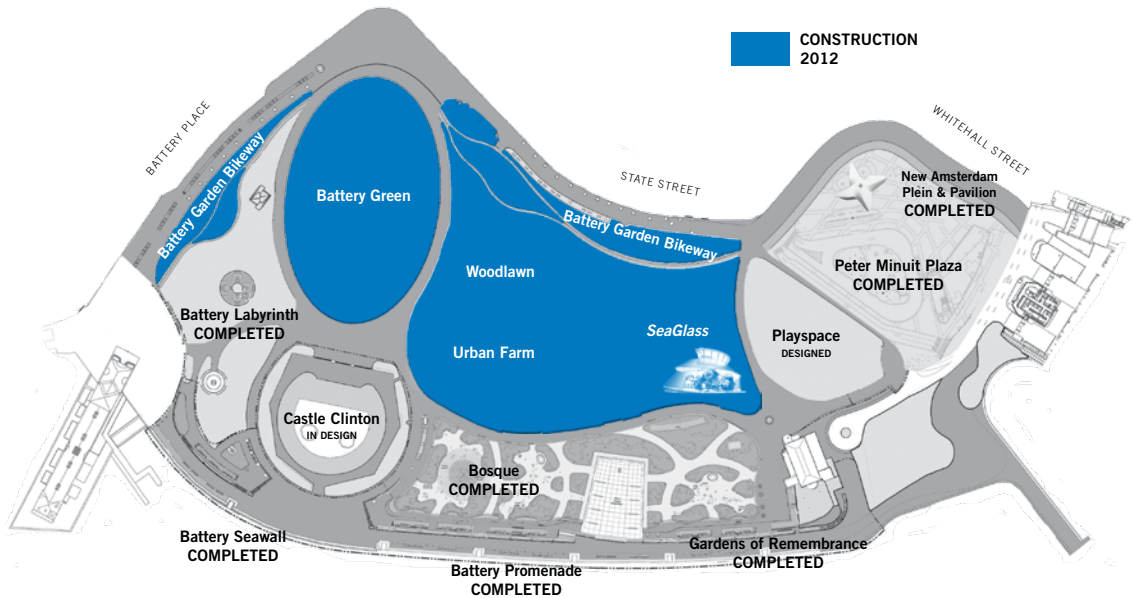 CONSTRUCTION
2012
BATTERY PLACE
WHITEHALL STREET
STATE STREET
Battery Garden Bikeway
Battery Green
New Amsterdam
Plein & Pavilion
COMPLETED
Battery Garden Bikeway
Woodlawn
Peter Minuit Plaza
COMPLETED
Battery Labyrinth
COMPLETED
SeaGlass
Playspace
DESIGNED
Urban Farm
Castle Clinton
IN DESIGN
Bosque
COMPLETED
Battery Seawall
COMPLETED
Gardens of Remembrance
COMPLETED
Battery Promenade
COMPLETED